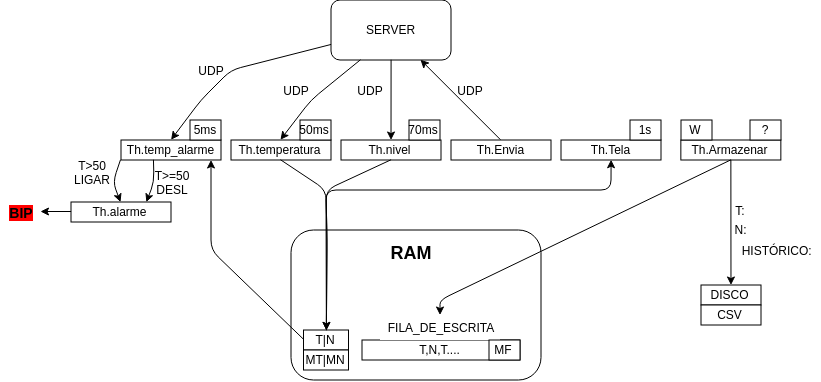 SERVER
UDP
UDP
UDP
UDP
5ms
50ms
70ms
1s
W
?
Th.temp_alarme
Th.temperatura
Th.nivel
Th.Envia
Th.Tela
Th.Armazenar
T>50
LIGAR
T>=50
DESL
BIP
Th.alarme
T:
N:
HISTÓRICO:
RAM
DISCO
CSV
FILA_DE_ESCRITA
T|N
MT|MN
T,N,T....
MF